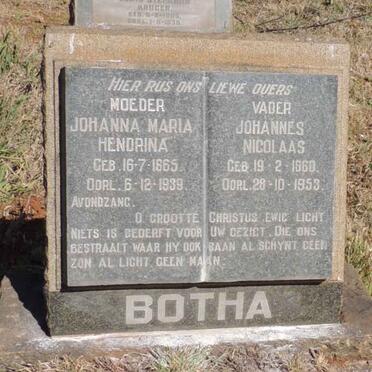 KRUGER
HIER RUS ONS LIEWE OUERS
MOEDER
JOHANNA MARIA
HENDRINA
GEB. 16-7-1865.
OORL. 6-12-1939.
VADER
JOHANNES
NICOLAAS
GEB. 19-2-1860.
OORL. 28-10-1953.
AVONDZANG.
O GROOTTE CHRISTUS EWIG LICHT
NIETS IS BEDERFT VOOR UW GEZIGT, DIE ONS
BESTRAALT WAAR HY OOK GAAN AL SCHYNT GEEN
ZON AL LICHT GEEN MAAN.
BOTHA